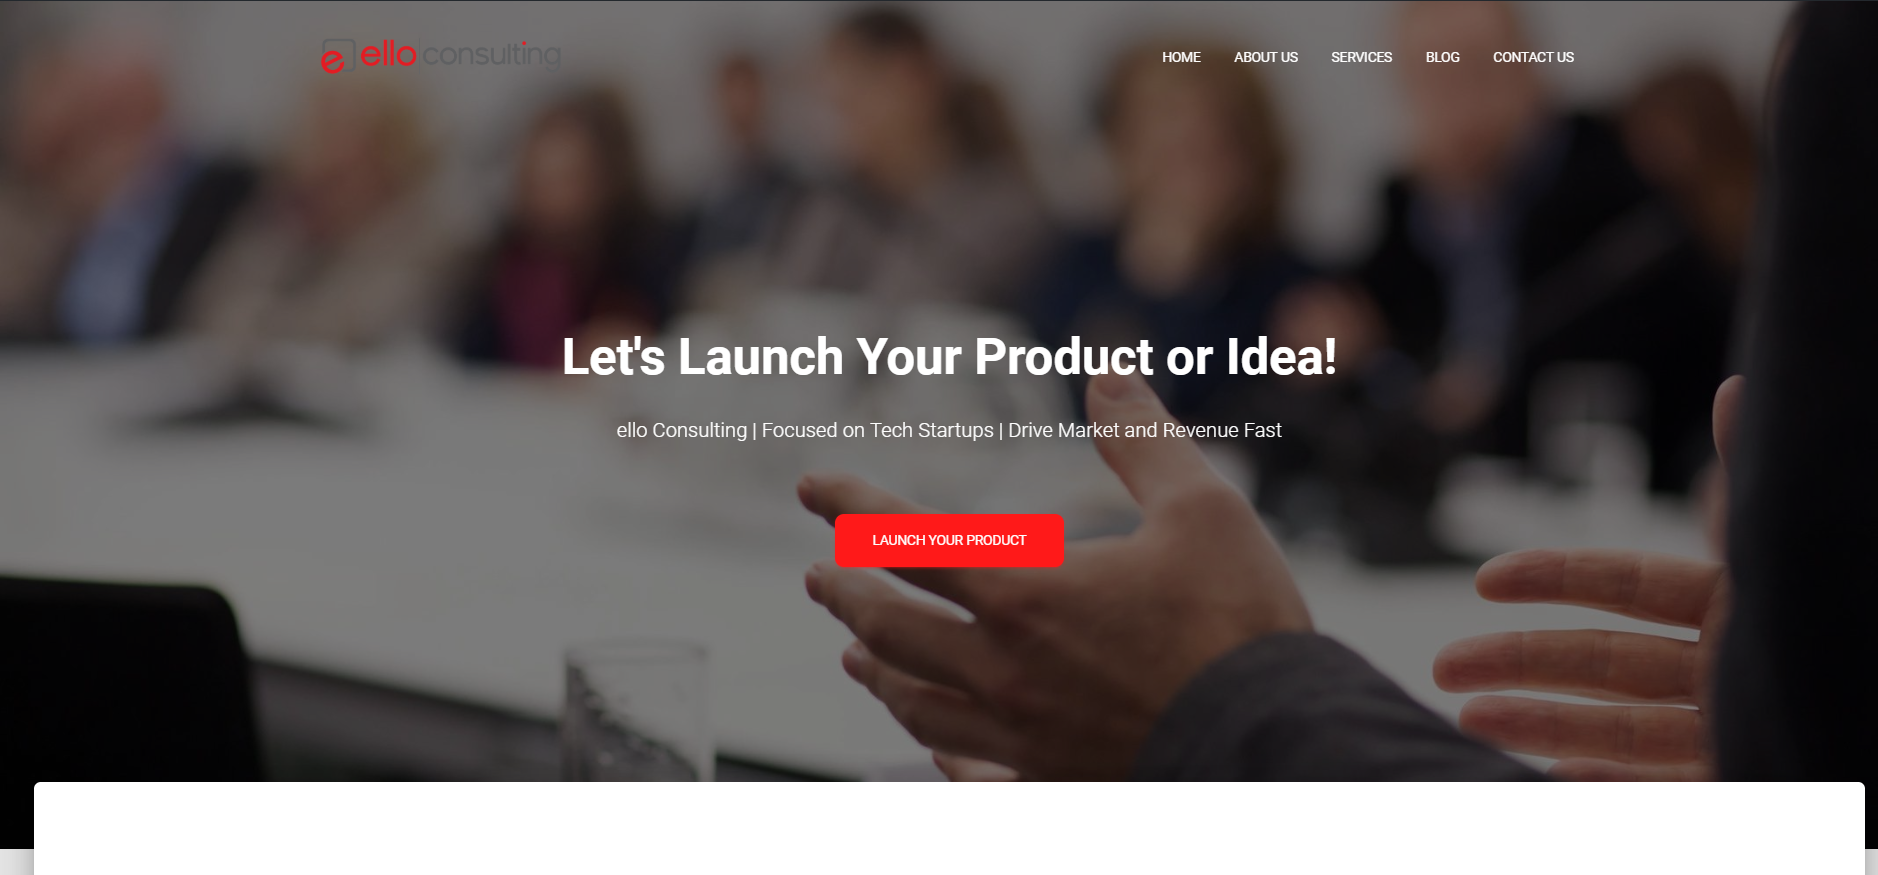 ello consulting
HOME ABOUT US SERVICES BLOG CONTACT US
Let's Launch Your Product or Idea!
ello Consulting | Focused on Tech Startups | Drive Market and Revenue Fast
LAUNCH YOUR PRODUCT